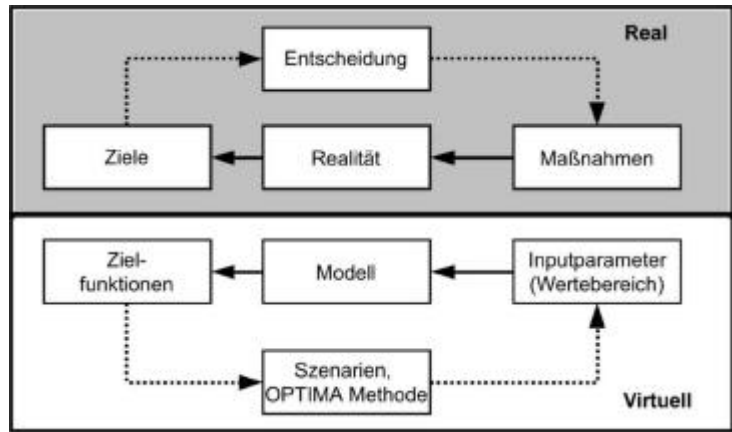 Real
Entscheidung
Ziele
Realität
Maßnahmen
Ziel-
funktionen
Modell
Inputparameter
(Wertebereich)
Szenarien,
OPTIMA Methode
Virtuell